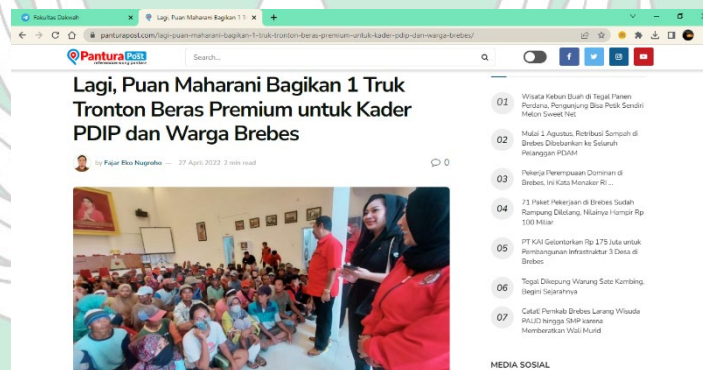 Fakultas Dakwah
Lagi, Puan Maharani Bagikan 1 Tr
panturapost.com/lagi-puan-maharani-bagikan-1-truk-tronton-beras-premium-untuk-kader-pdip-dan-warga-brebes/
Pantura Post
Search...
Lagi, Puan Maharani Bagikan 1 Truk
Tronton Beras Premium untuk Kader
PDIP dan Warga Brebes
by Fajar Eko Nugroho — 27 April 2022 2 min read
0
01 Wisata Kebun Buah di Tegal Panen
Perdana, Pengunjung Bisa Petik Sendiri
Melon Sweet Net
02 Mulai 1 Agustus, Retribusi Sampah di
Brebes Dibebankan ke Seluruh
Pelanggan PDAM
03 Pekerja Perempuaan Dominan di
Brebes, Ini Kata Menaker RI ...
04 71 Paket Pekerjaan di Brebes Sudah
Rampung Dilelang, Nilainya Hampir Rp
100 Miliar
05 PT KAI Gelontorkan Rp 175 Juta untuk
Pembangunan Infrastruktur 3 Desa di
Brebes
06 Tegal Dikepung Warung Sate Kambing,
Begini Sejarahnya
07 Catat! Pemkab Brebes Larang Wisuda
PAUD hingga SMP karena
Memberatkan Wali Murid
MEDIA SOSIAL